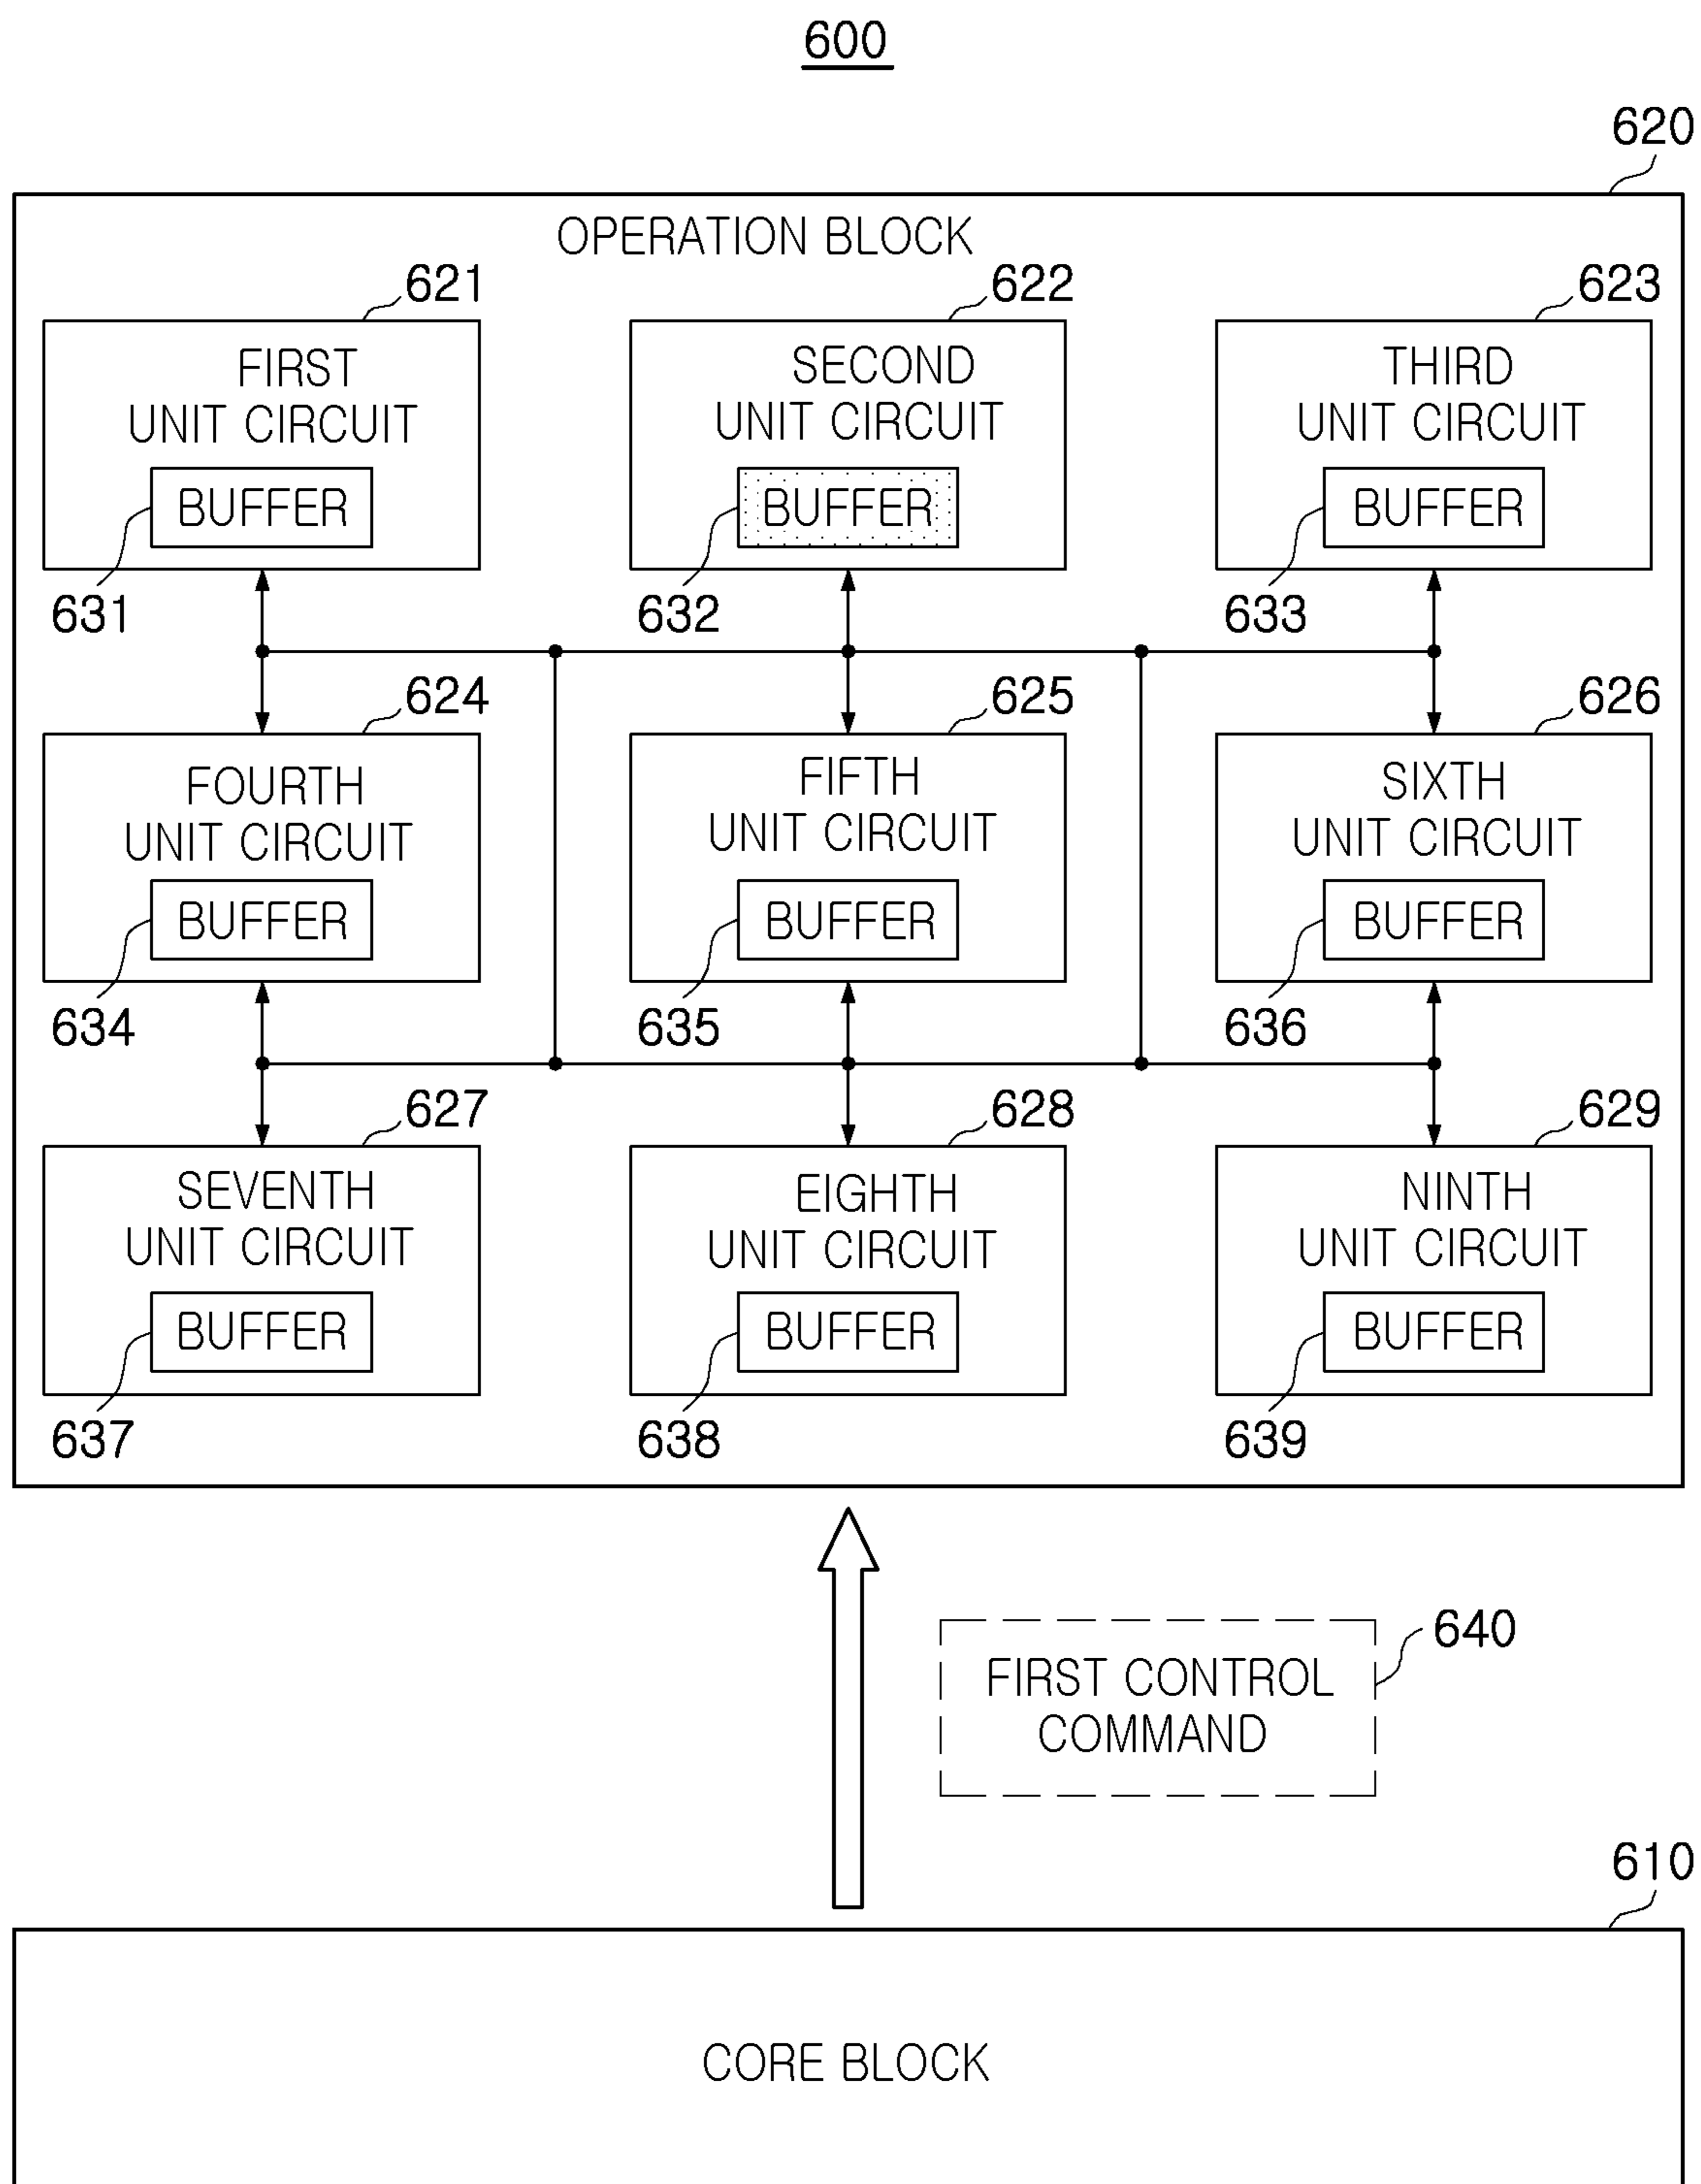 600
620
OPERATION BLOCK
621
622
623
FIRST
UNIT CIRCUIT
BUFFER
631
SECOND
UNIT CIRCUIT
BUFFER
632
THIRD
UNIT CIRCUIT
BUFFER
633
624
625
626
FOURTH
UNIT CIRCUIT
BUFFER
634
FIFTH
UNIT CIRCUIT
BUFFER
635
SIXTH
UNIT CIRCUIT
BUFFER
636
627
628
629
SEVENTH
UNIT CIRCUIT
BUFFER
637
EIGHTH
UNIT CIRCUIT
BUFFER
638
NINTH
UNIT CIRCUIT
BUFFER
639
640
FIRST CONTROL
COMMAND
610
CORE BLOCK